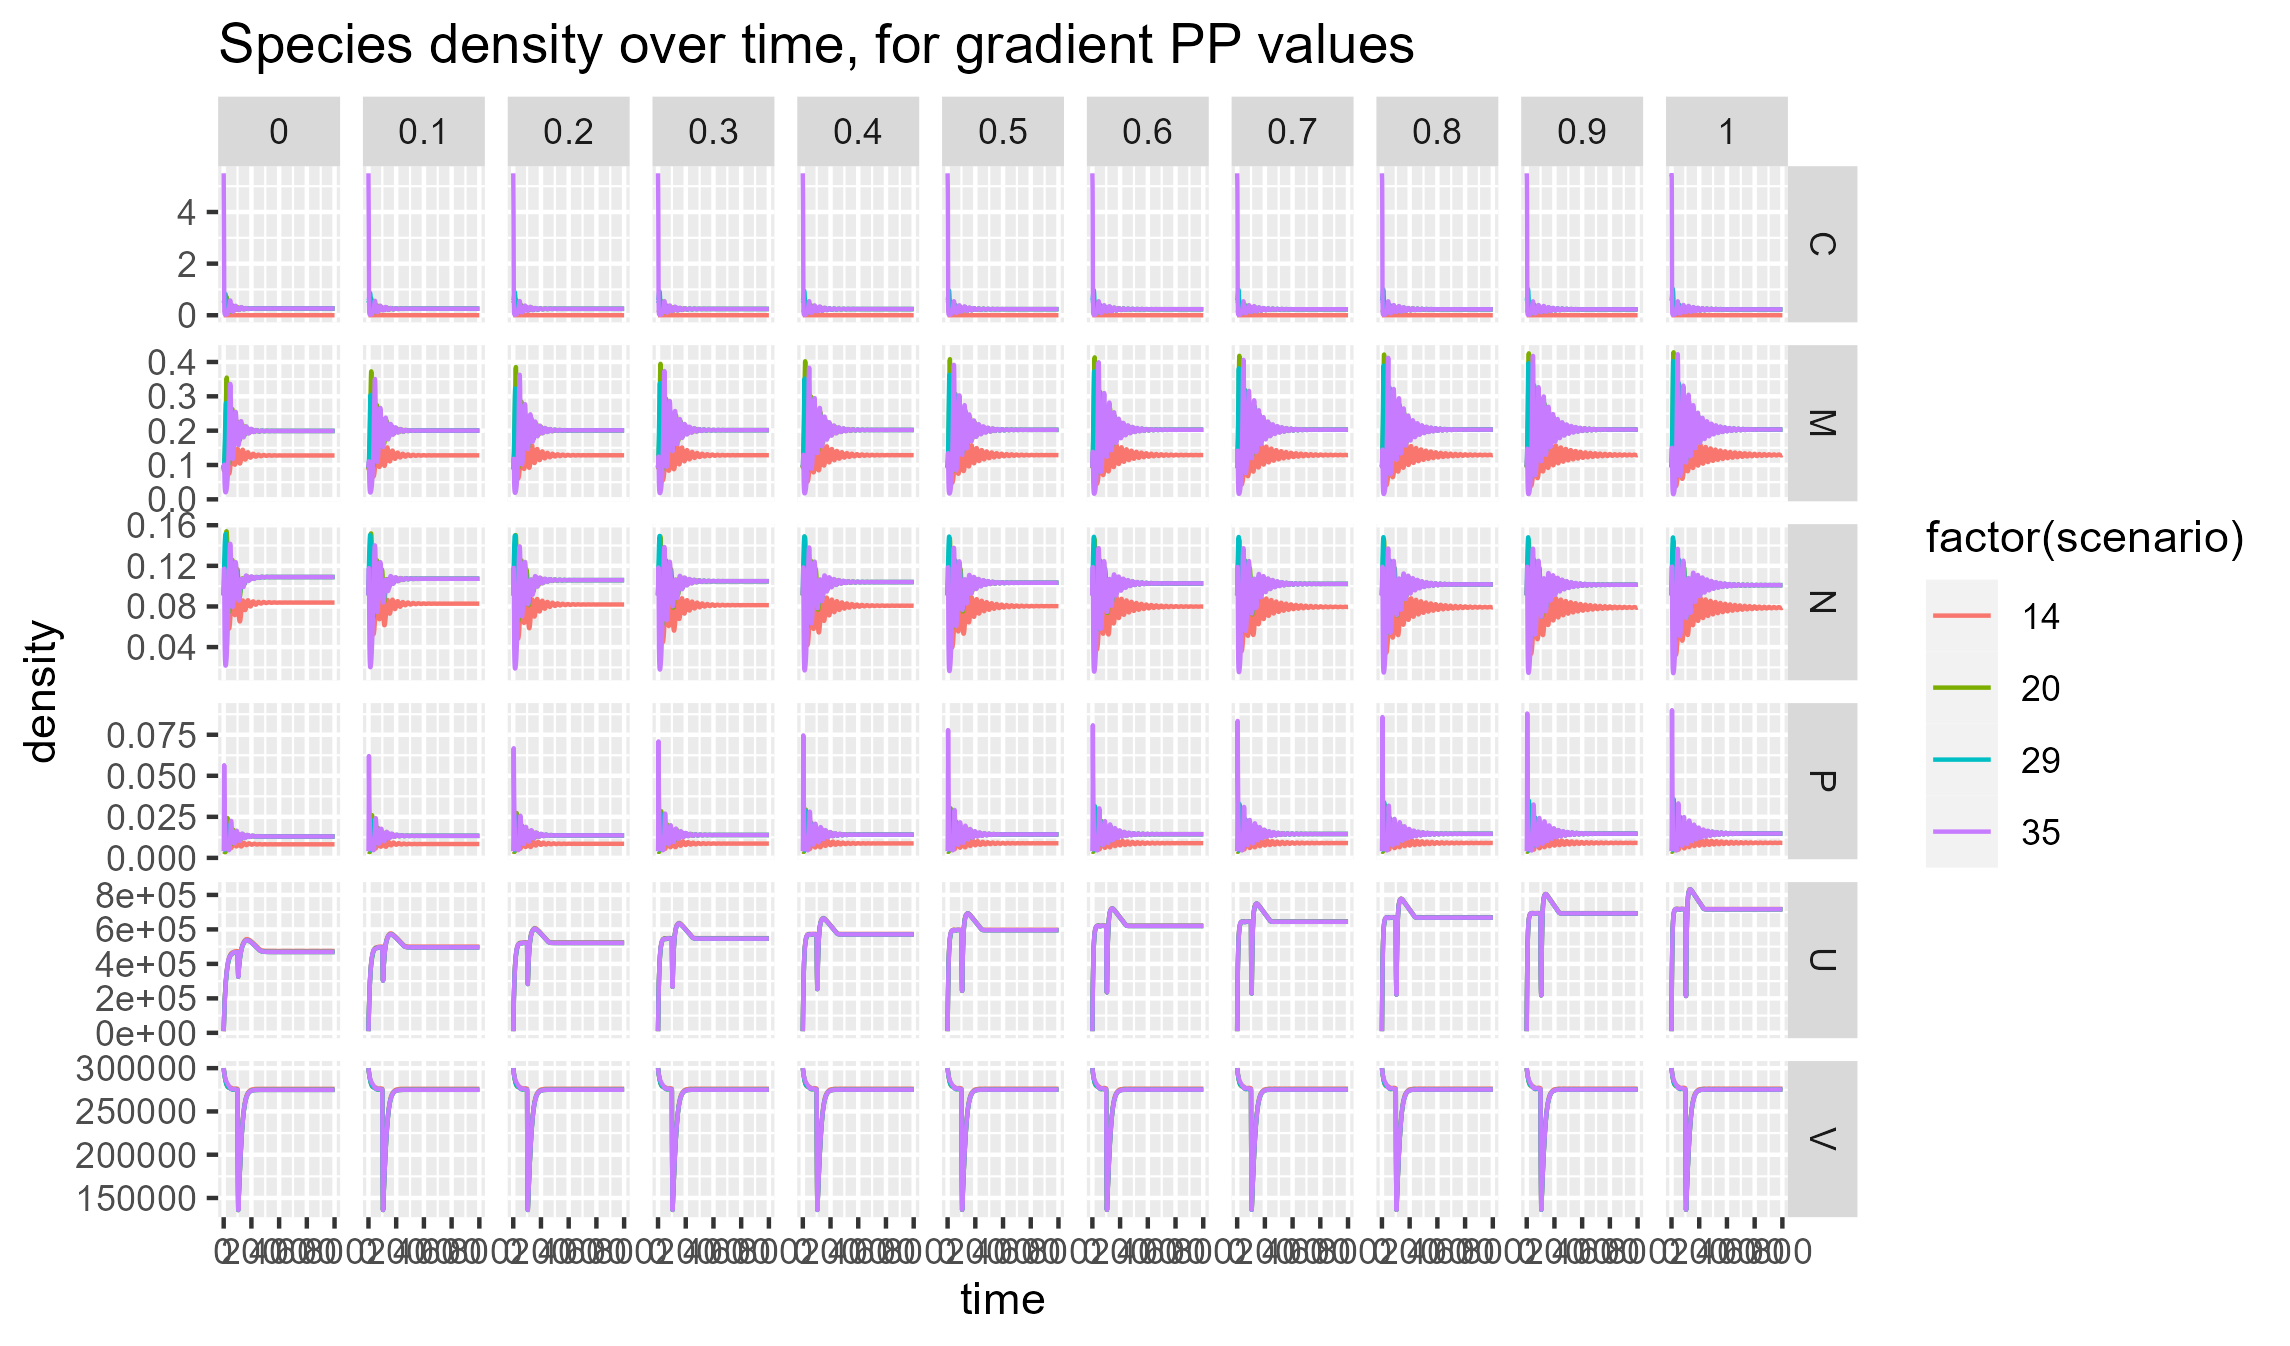 Species density over time, for gradient PP values
0 0.1 0.2 0.3 0.4 0.5 0.6 0.7 0.8 0.9 1
4
2
0
C
0.4
0.3
0.2
0.1
0.0
M
0.16
0.12
0.08
0.04
N
0.075
0.050
0.025
0.000
P
8e+05
6e+05
4e+05
2e+05
0e+00
U
300000
250000
200000
150000
V
time
density
factor(scenario)
14
20
29
35